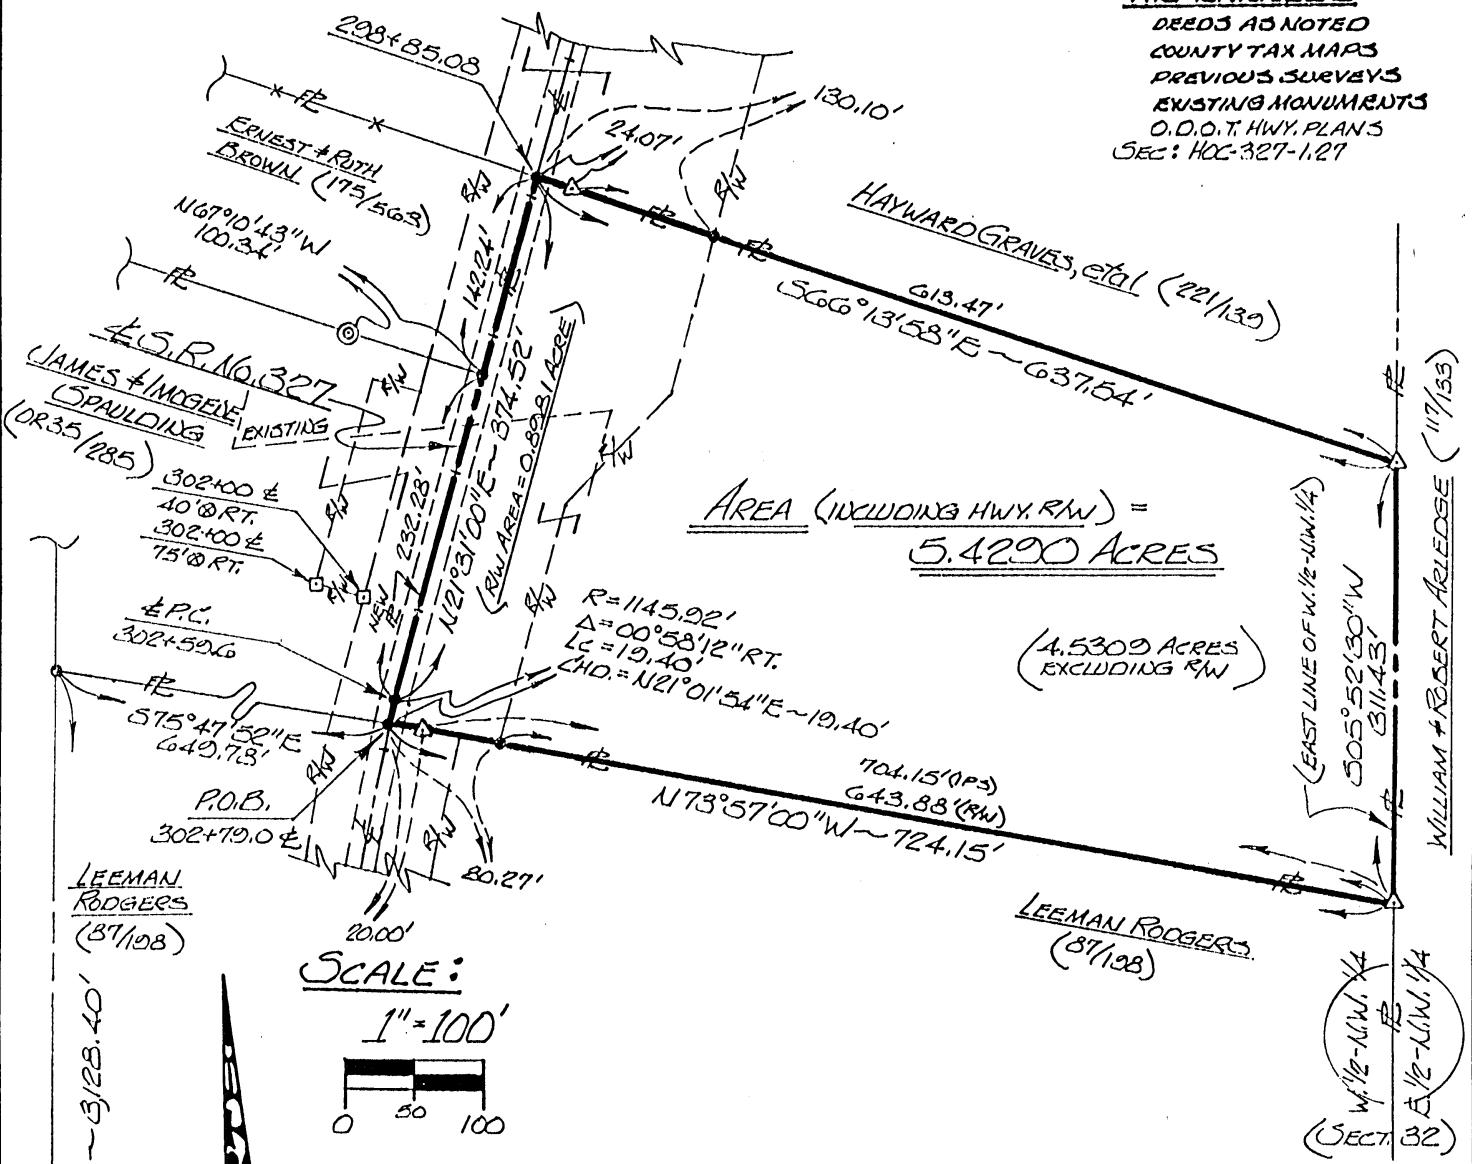 DEEDS AS NOTED
COUNTY TAX MAPS
PREVIOUS SURVEYS
EXISTING MONUMENTS
O.D.O.T. HWY. PLANS
SEC: HOC-327-1.27
298+85.08
130.10'
24.07'
ERNEST & RUTH
BROWN (175/563)
R/W
R/W
HAYWARD GRAVES, etal (221/139)
613.47'
S66°13'58"E ~ 637.54'
N67°10'43"W
100.34'
142.24'
℄ S.R. No. 327
EXISTING
JAMES & IMOGENE
SPAULDING
(OR35/285)
R/W
R/W
N21°31'00"E ~ 374.52'
(R/W AREA = 0.8981 ACRE)
232.28'
302+00 ℄
40' @ RT.
302+00 ℄
75' @ RT.
R/W
R/W
NEW
R/W
AREA (INCLUDING HWY. R/W) =
5.4290 ACRES
(4.5309 ACRES
EXCLUDING R/W)
(EAST LINE OF W. 1/2-N.W. 1/4)
S05°52'30"W
311.43'
WILLIAM & ROBERT ARLEDGE (117/133)
℄ P.C.
302+59.6
R=1145.92'
Δ=00°58'12" RT.
Lc=19.40'
CHD.=N21°01'54"E~19.40'
S75°47'52"E
649.73'
R/W
R/W
P.O.B.
302+79.0 ℄
80.27'
20.00'
704.15' (IPS)
643.88' (R/W)
N73°57'00"W ~ 724.15'
LEEMAN
RODGERS
(87/198)
LEEMAN RODGERS
(87/198)
~3,128.40'
SCALE:
1"=100'
0 50 100
W. 1/2-N.W. 1/4
E. 1/2-N.W. 1/4
(SECT. 32)